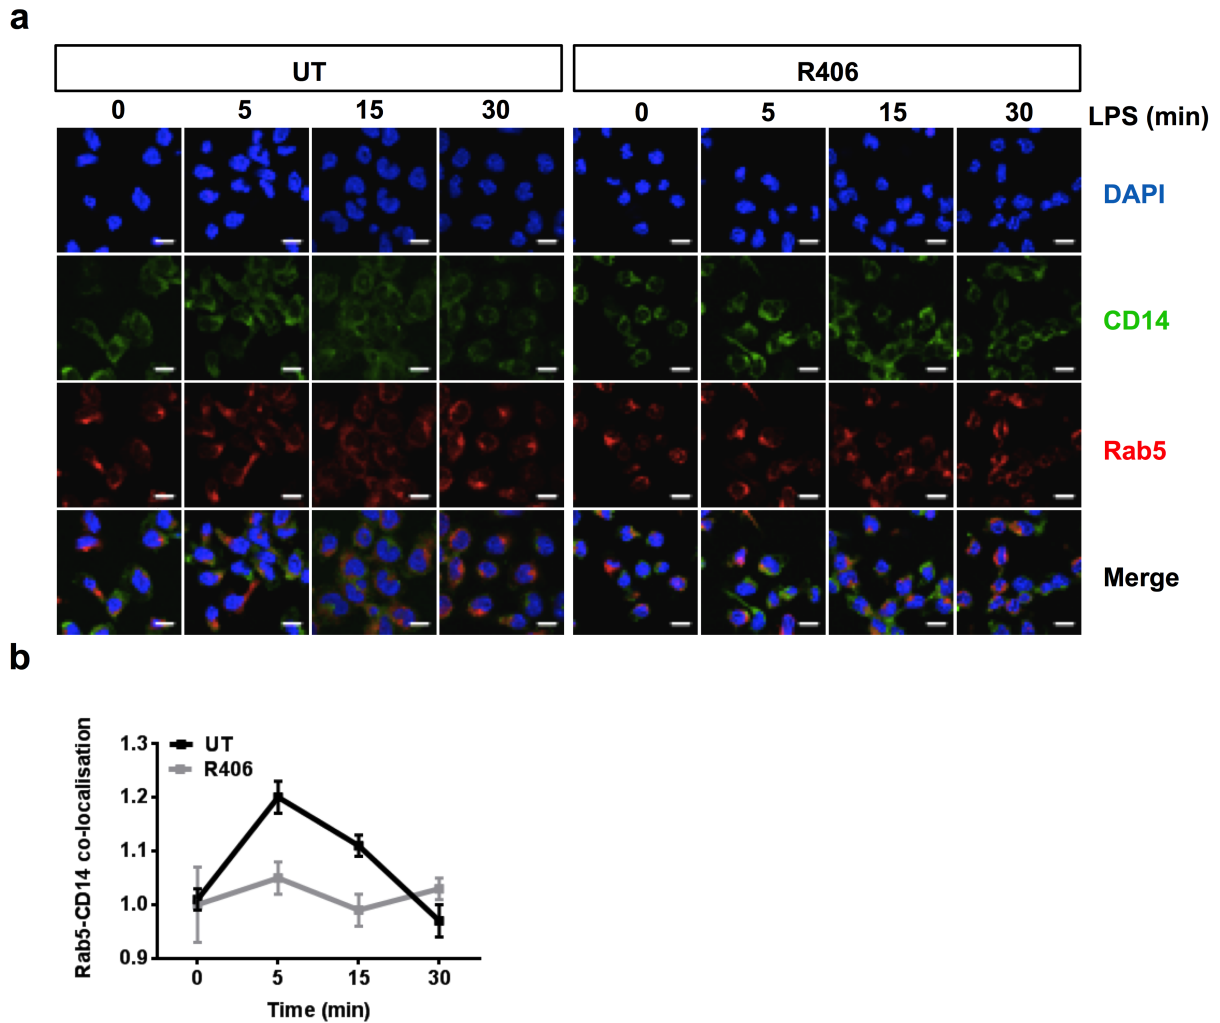 a
UT R406
0 5 15 30 0 5 15 30 LPS (min)
DAPI
CD14
Rab5
Merge
b
Rab5-CD14 co-localisation
1.3
1.2
1.1
1.0
0.9
UT
R406
0 5 15 30
Time (min)